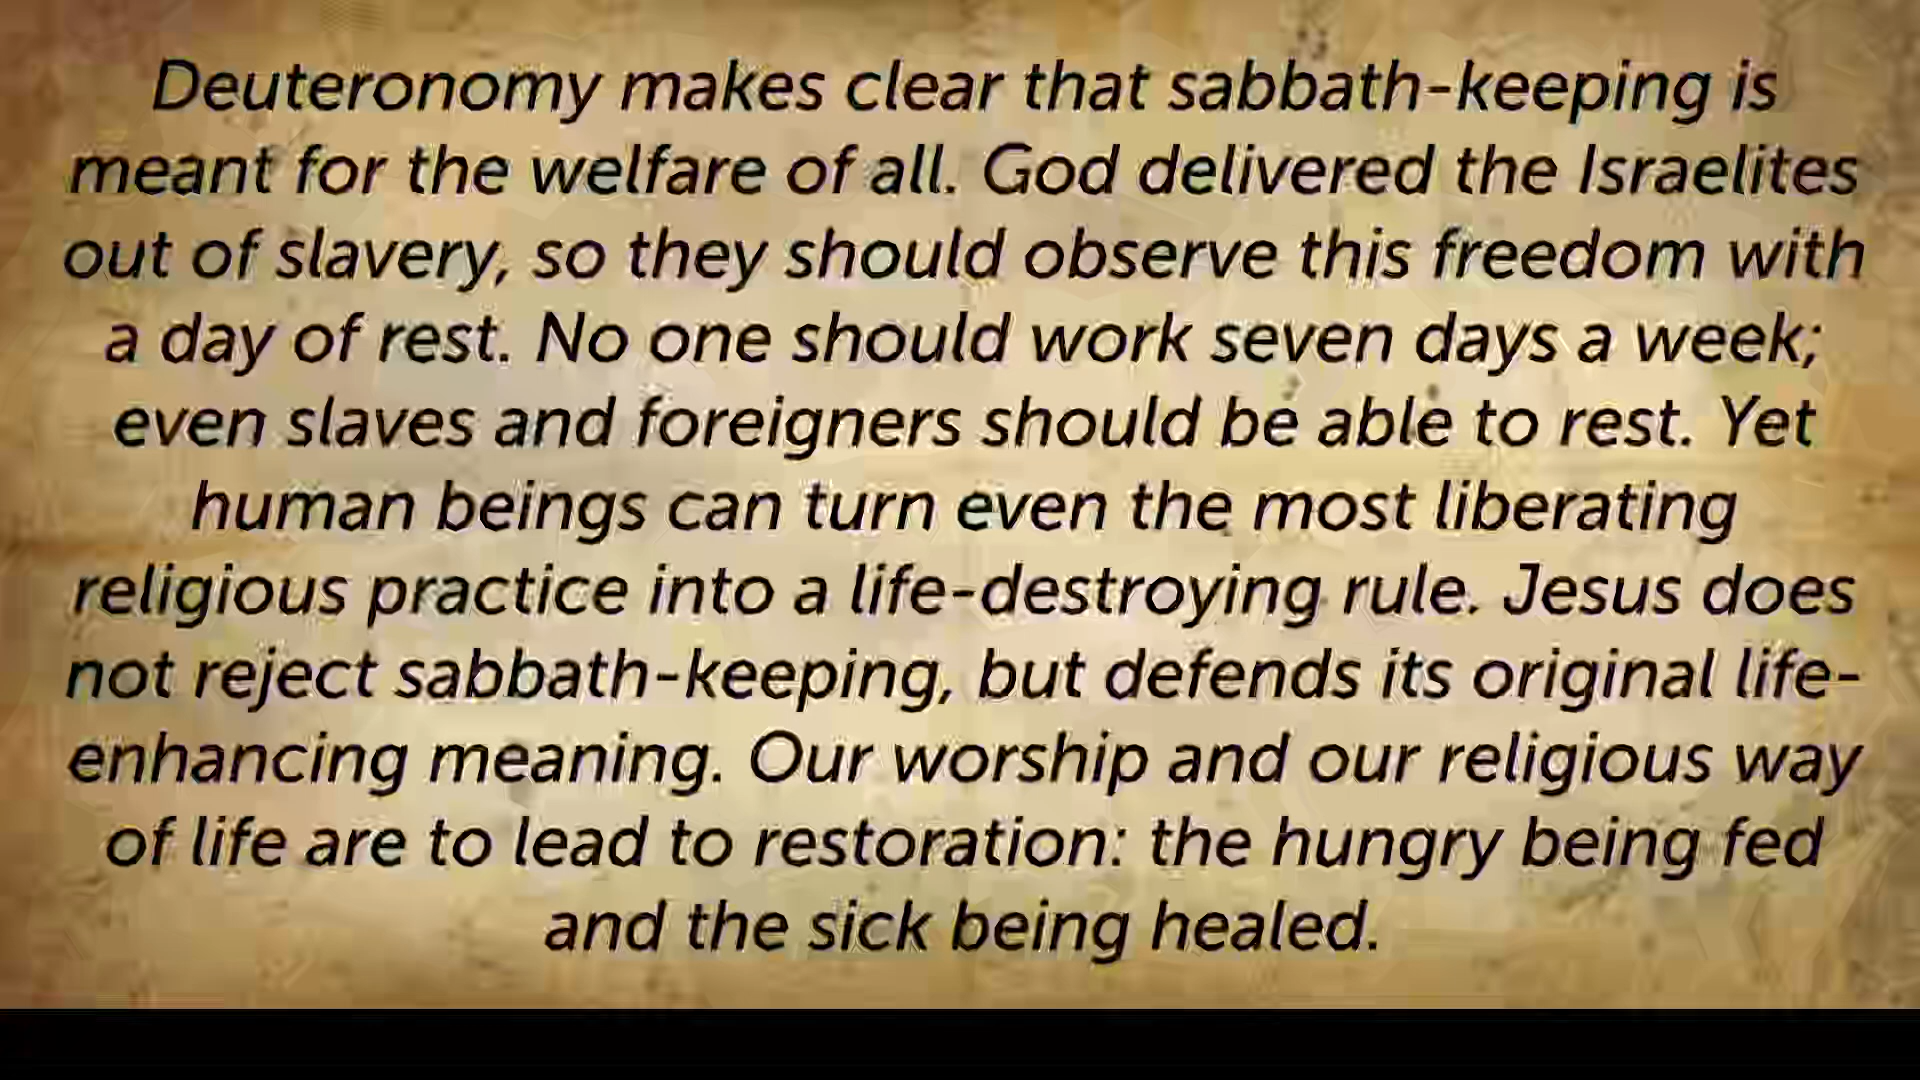 Deuteronomy makes clear that sabbath-keeping is
meant for the welfare of all. God delivered the Israelites
out of slavery, so they should observe this freedom with
a day of rest. No one should work seven days a week;
even slaves and foreigners should be able to rest. Yet
human beings can turn even the most liberating
religious practice into a life-destroying rule. Jesus does
not reject sabbath-keeping, but defends its original life-
enhancing meaning. Our worship and our religious way
of life are to lead to restoration: the hungry being fed
and the sick being healed.